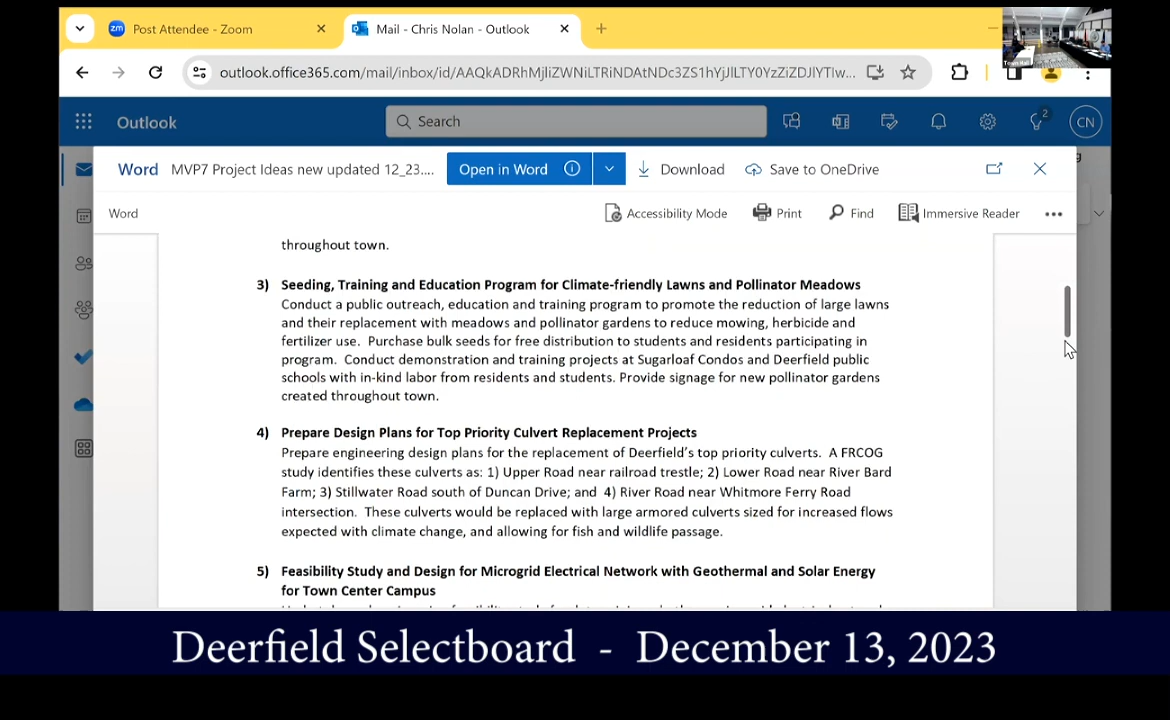 zm Post Attendee - Zoom
Mail - Chris Nolan - Outlook
outlook.office365.com/mail/inbox/id/AAQkADRhMjliZWNiLTRiNDAtNDc3ZS1hYjJlLTY0YzZiZDJlYTIw...
Outlook
Search
2
CN
Word MVP7 Project Ideas new updated 12_23.... Open in Word Download Save to OneDrive
Word Accessibility Mode Print Find Immersive Reader
throughout town.
3) Seeding, Training and Education Program for Climate-friendly Lawns and Pollinator Meadows
Conduct a public outreach, education and training program to promote the reduction of large lawns
and their replacement with meadows and pollinator gardens to reduce mowing, herbicide and
fertilizer use. Purchase bulk seeds for free distribution to students and residents participating in
program. Conduct demonstration and training projects at Sugarloaf Condos and Deerfield public
schools with in-kind labor from residents and students. Provide signage for new pollinator gardens
created throughout town.
4) Prepare Design Plans for Top Priority Culvert Replacement Projects
Prepare engineering design plans for the replacement of Deerfield's top priority culverts. A FRCOG
study identifies these culverts as: 1) Upper Road near railroad trestle; 2) Lower Road near River Bard
Farm; 3) Stillwater Road south of Duncan Drive; and 4) River Road near Whitmore Ferry Road
intersection. These culverts would be replaced with large armored culverts sized for increased flows
expected with climate change, and allowing for fish and wildlife passage.
5) Feasibility Study and Design for Microgrid Electrical Network with Geothermal and Solar Energy
for Town Center Campus
Deerfield Selectboard - December 13, 2023